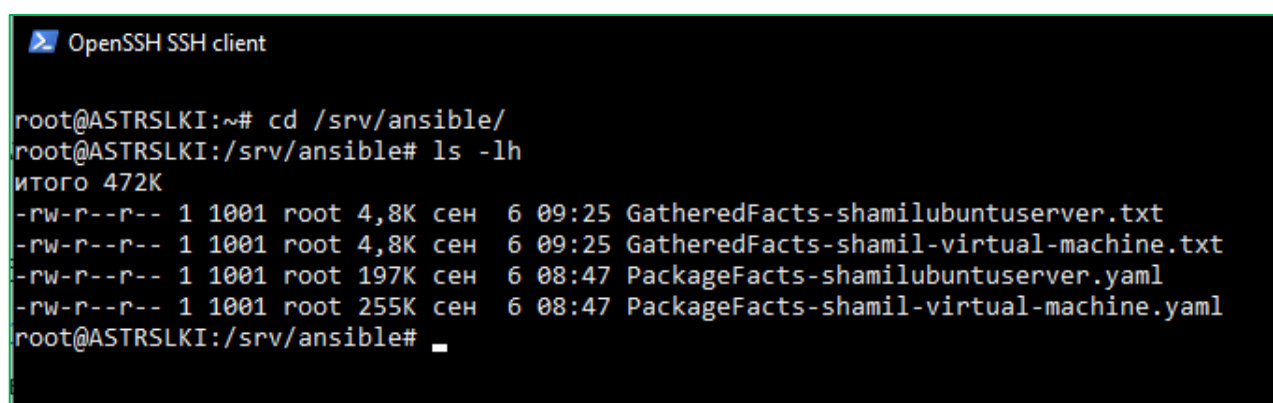 OpenSSH SSH client
root@ASTRSLKI:~# cd /srv/ansible/
root@ASTRSLKI:/srv/ansible# ls -lh
итого 472K
-rw-r--r-- 1 1001 root 4,8K сен  6 09:25 GatheredFacts-shamilubuntuserver.txt
-rw-r--r-- 1 1001 root 4,8K сен  6 09:25 GatheredFacts-shamil-virtual-machine.txt
-rw-r--r-- 1 1001 root 197K сен  6 08:47 PackageFacts-shamilubuntuserver.yaml
-rw-r--r-- 1 1001 root 255K сен  6 08:47 PackageFacts-shamil-virtual-machine.yaml
root@ASTRSLKI:/srv/ansible#